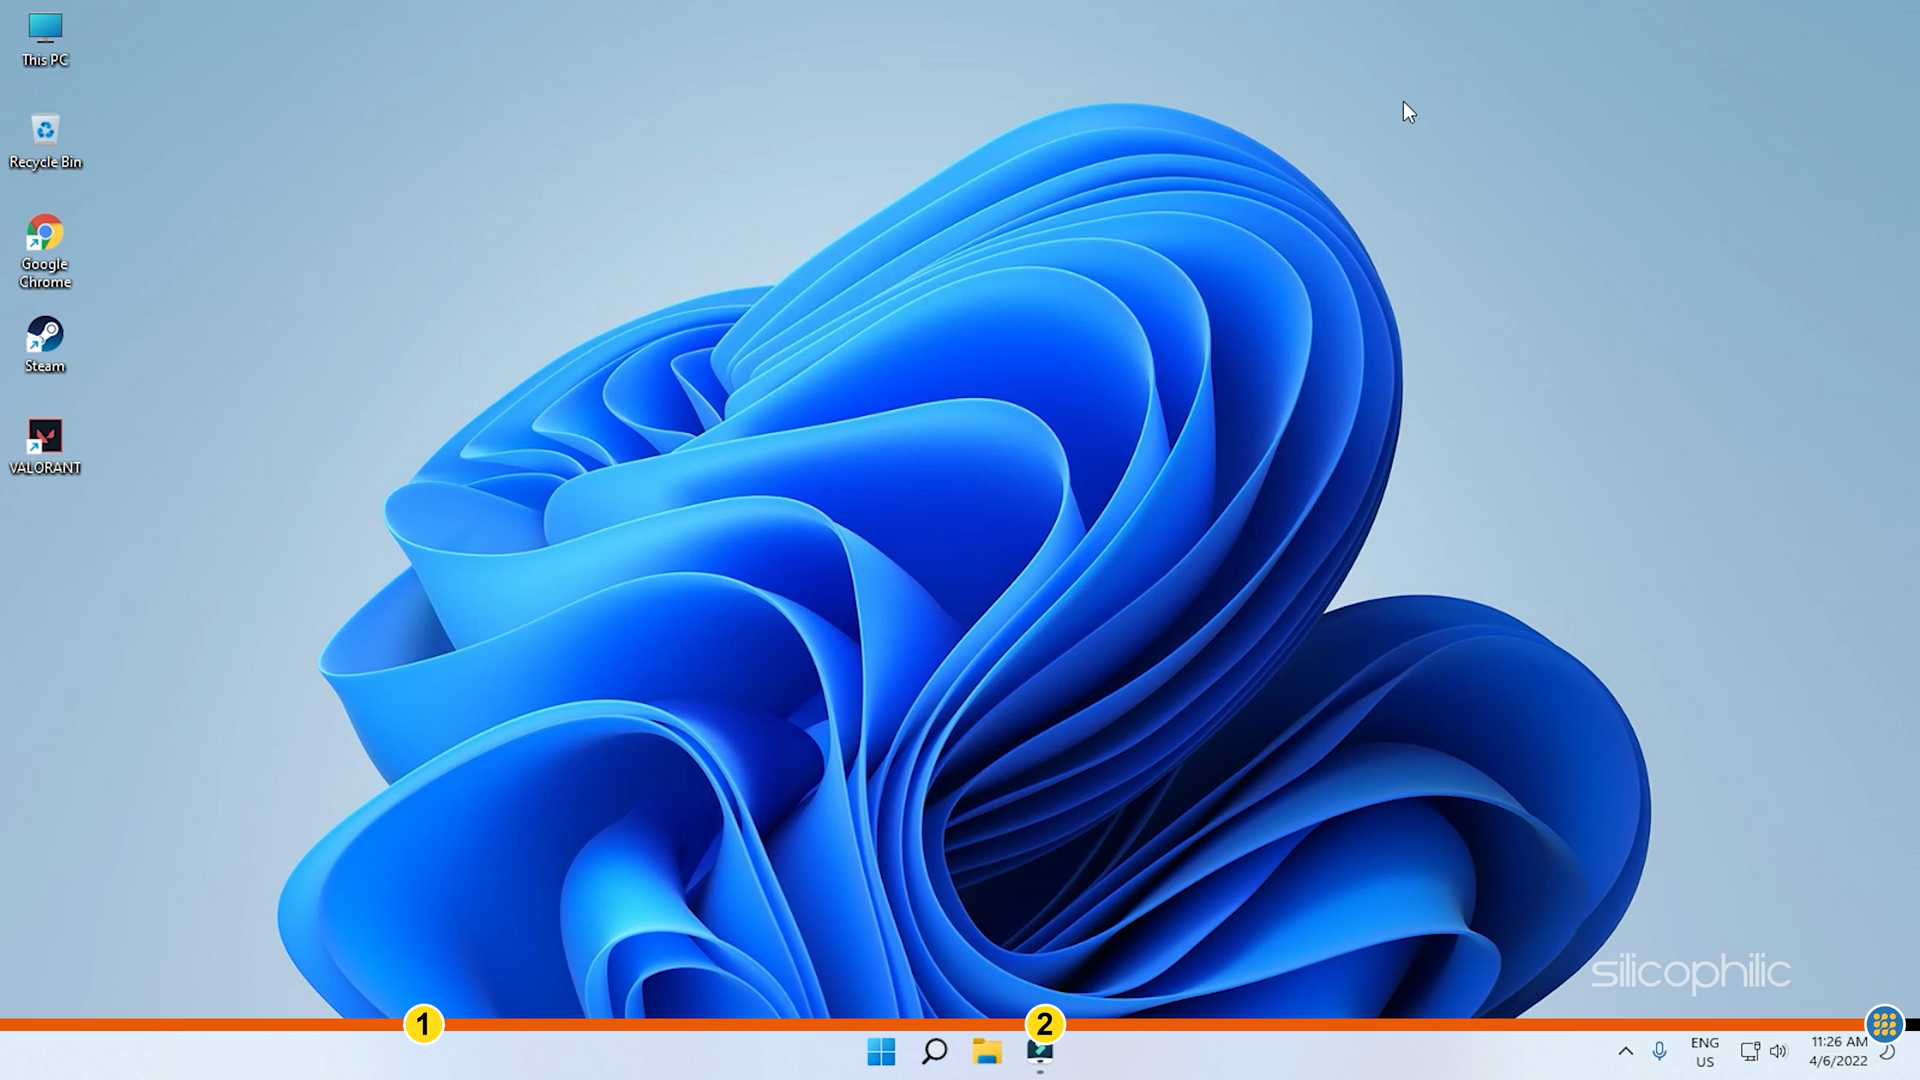 This PC
Recycle Bin
Google
Chrome
Steam
VALORANT
silicophilic
1
2
ENG
US
11:26 AM
4/6/2022